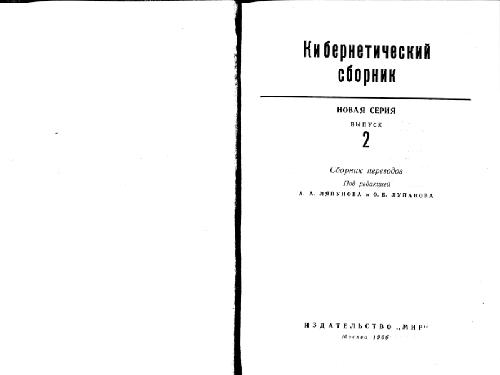 Кибернетический
сборник
НОВАЯ СЕРИЯ
ВЫПУСК
2
Сборник переводов
Под редакцией
А. А. ЛЯПУНОВА и О. Б. ЛУПАНОВА
ИЗДАТЕЛЬСТВО „МИР“
Москва 1966